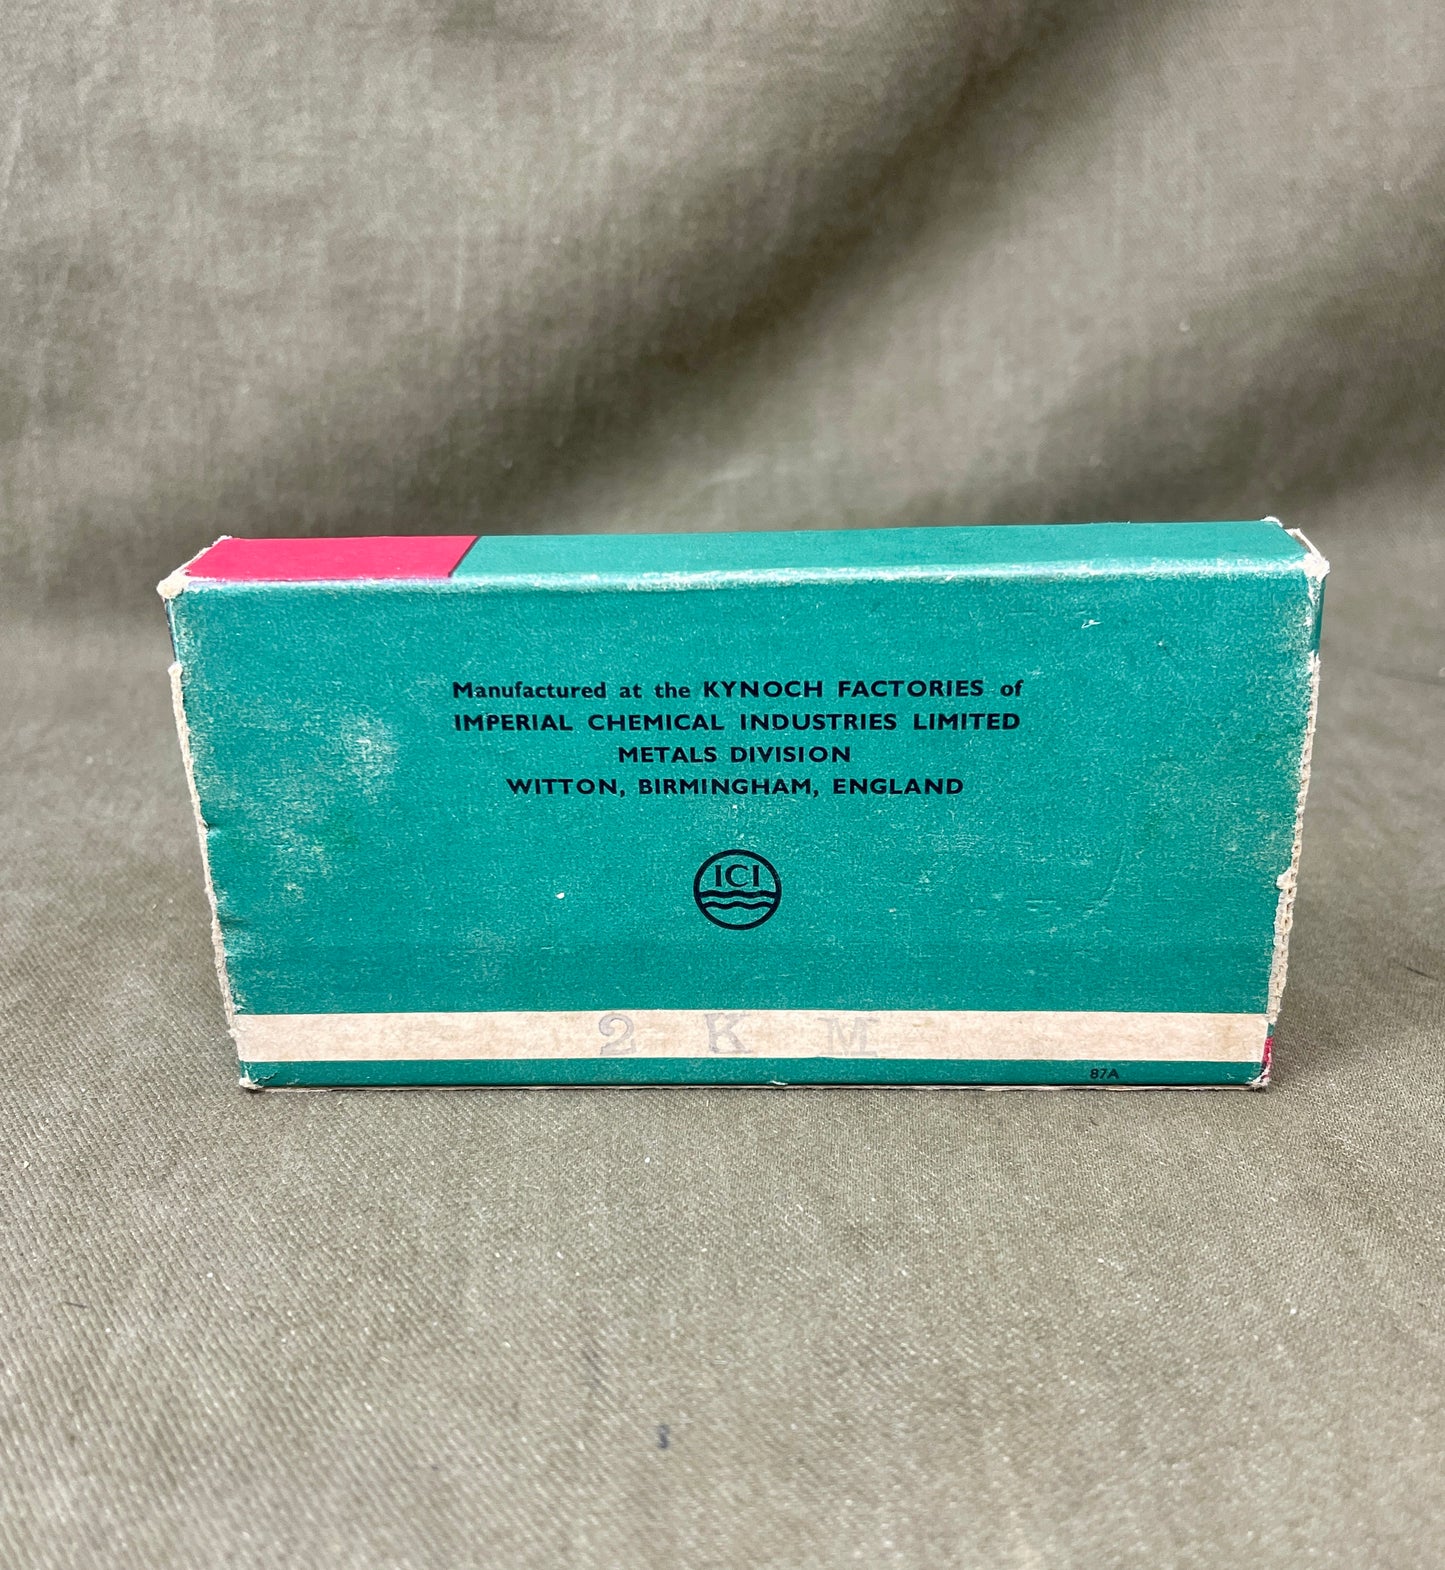 Manufactured at the KYNOCH FACTORIES of
IMPERIAL CHEMICAL INDUSTRIES LIMITED
METALS DIVISION
WITTON, BIRMINGHAM, ENGLAND
ICI
2 K M
87A